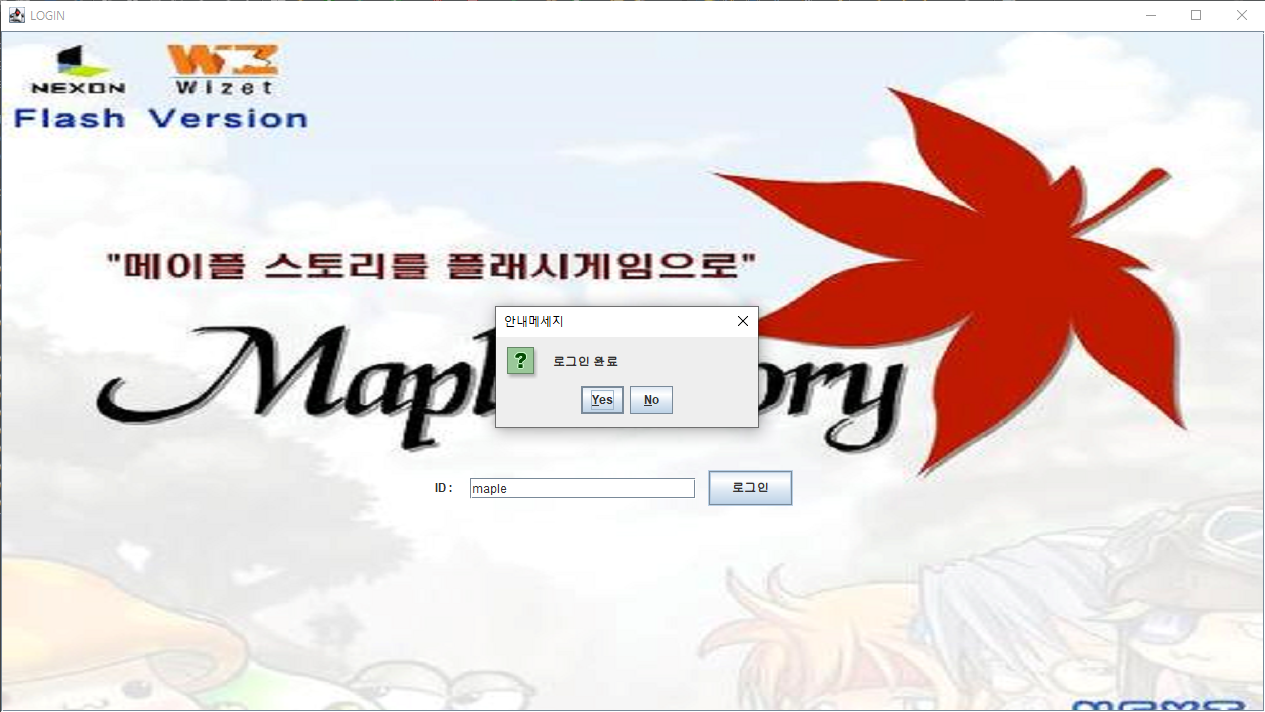 LOGIN
NEXON
Wizet
Flash Version
"메이플 스토리를 플래시게임으로"
안내메세지
로그인 완료
Yes
No
ID :
maple
로그인